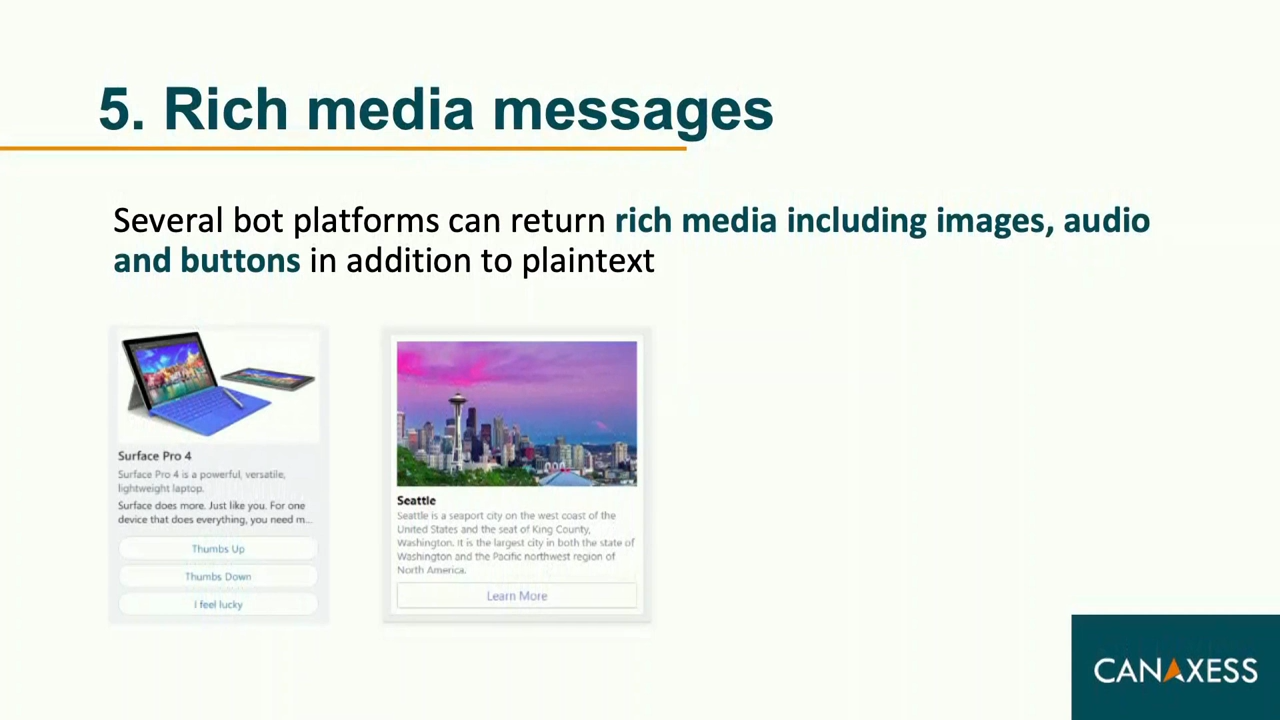 5. Rich media messages
Several bot platforms can return rich media including images, audio
and buttons in addition to plaintext
Surface Pro 4
Surface Pro 4 is a powerful, versatile,
lightweight laptop.
Surface does more. Just like you. For one
device that does everything, you need m...
Thumbs Up
Thumbs Down
I feel lucky
Seattle
Seattle is a seaport city on the west coast of the
United States and the seat of King County,
Washington. It is the largest city in both the state of
Washington and the Pacific northwest region of
North America.
Learn More
CANAXESS